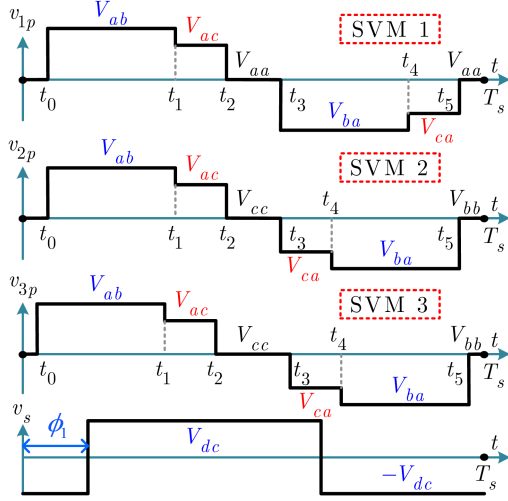 v1p Vab Vac SVM 1
Vaa t4 Vaa t
t0 t1 t2 t3 t5 Ts
Vba Vca
v2p Vab Vac SVM 2
Vcc t4 Vbb t
t0 t1 t2 t3 t5 Ts
Vca Vba
v3p Vab Vac SVM 3
Vcc t4 Vbb t
t0 t1 t2 t3 t5 Ts
Vca Vba
vs ϕ1 Vdc t
−Vdc Ts